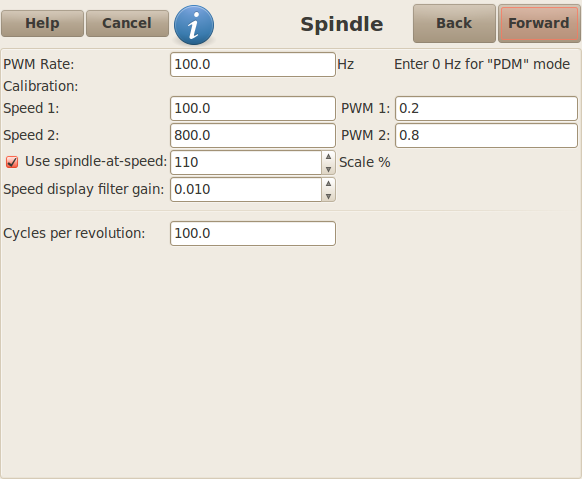 Help Cancel i Spindle Back Forward
PWM Rate: 100.0 Hz Enter 0 Hz for "PDM" mode
Calibration:
Speed 1: 100.0 PWM 1: 0.2
Speed 2: 800.0 PWM 2: 0.8
Use spindle-at-speed: 110 Scale %
Speed display filter gain: 0.010
Cycles per revolution: 100.0